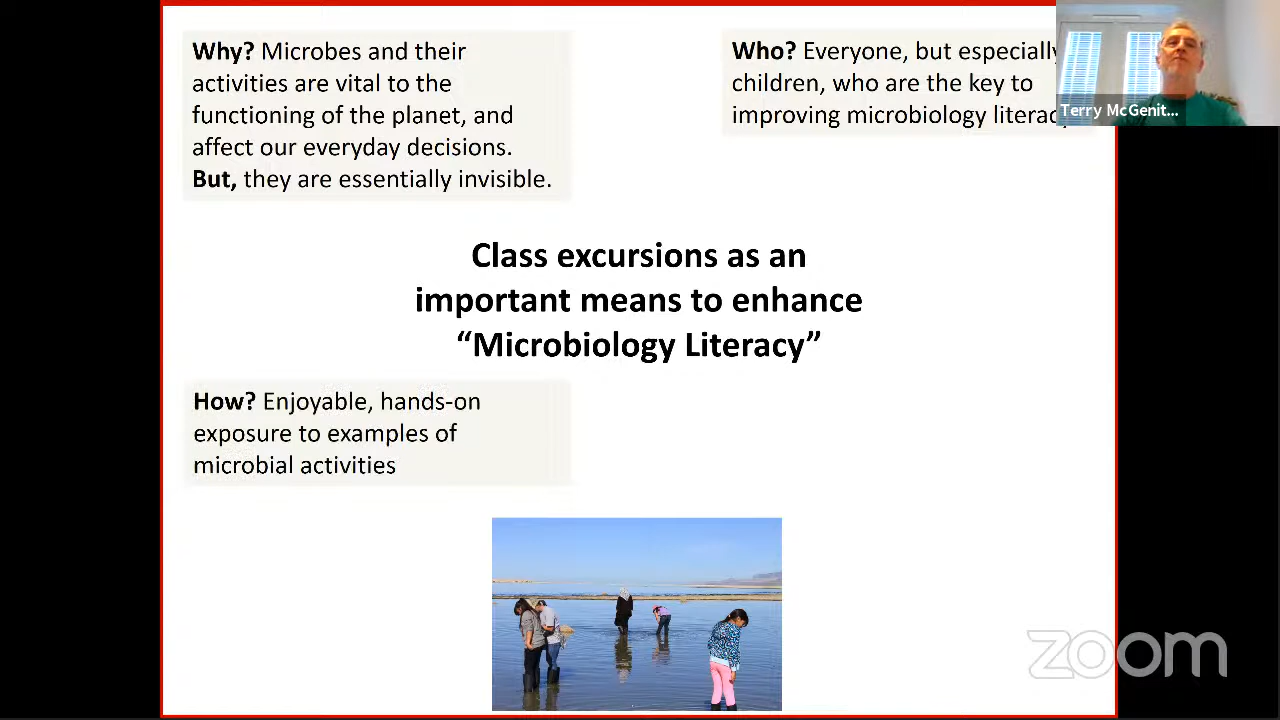 Why? Microbes and their
activities are vital to the
functioning of the planet, and
affect our everyday decisions.
But, they are essentially invisible.
Who? Everyone, but especially
children, who are the key to
improving microbiology literacy
Terry McGenit...
Class excursions as an
important means to enhance
“Microbiology Literacy”
How? Enjoyable, hands-on
exposure to examples of
microbial activities
zoom